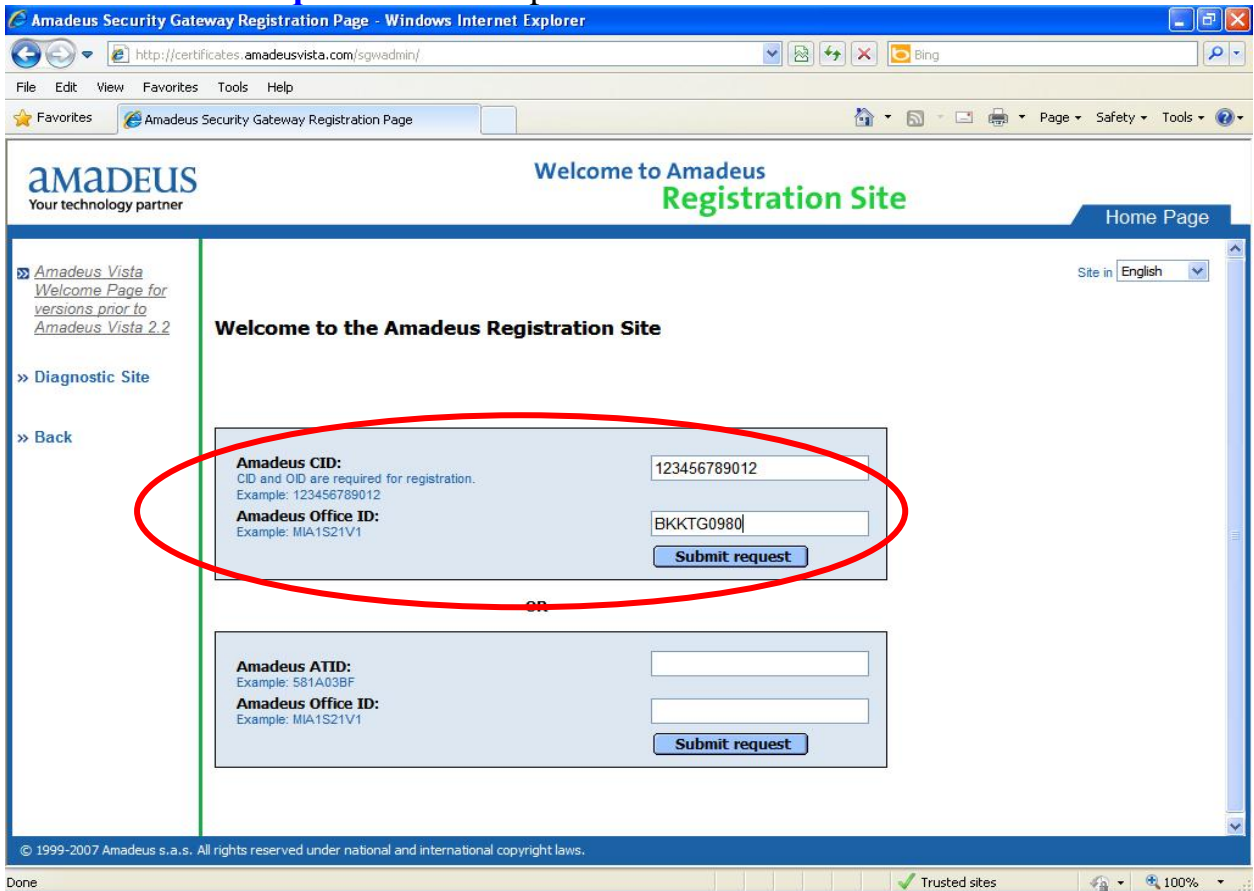 Amadeus Security Gateway Registration Page - Windows Internet Explorer
http://certificates.amadeusvista.com/sgwadmin/
Bing
File Edit View Favorites Tools Help
Favorites
Amadeus Security Gateway Registration Page
Page Safety Tools
amaDEUS
Your technology partner
Welcome to Amadeus
Registration Site
Home Page
Amadeus Vista
Welcome Page for
versions prior to
Amadeus Vista 2.2
Site in English
Welcome to the Amadeus Registration Site
» Diagnostic Site
» Back
Amadeus CID:
CID and OID are required for registration.
Example: 123456789012
123456789012
Amadeus Office ID:
Example: MIA1S21V1
BKKTG0980
Submit request
OR
Amadeus ATID:
Example: 581A03BF
Amadeus Office ID:
Example: MIA1S21V1
Submit request
© 1999-2007 Amadeus s.a.s. All rights reserved under national and international copyright laws.
Done
Trusted sites
100%